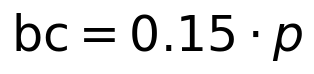 bc = 0.15 · p